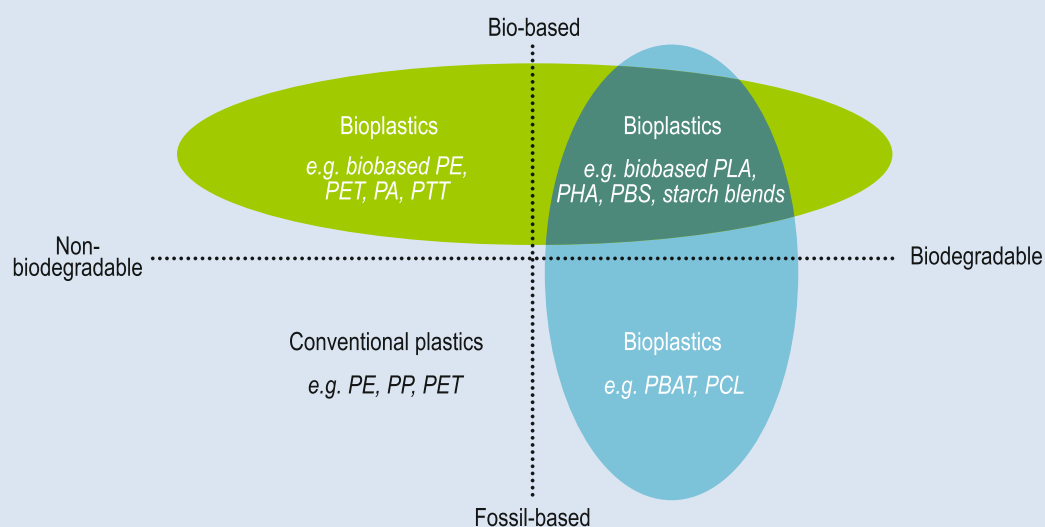 Bio-based
Bioplastics
e.g. biobased PE,
PET, PA, PTT
Bioplastics
e.g. biobased PLA,
PHA, PBS, starch blends
Non-
biodegradable
Biodegradable
Conventional plastics
e.g. PE, PP, PET
Bioplastics
e.g. PBAT, PCL
Fossil-based